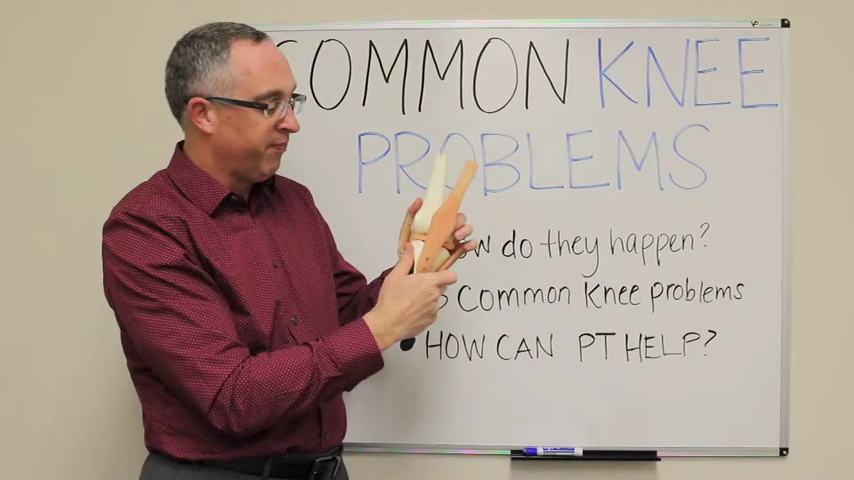 COMMON KNEE
PROBLEMS
do they happen?
Common Knee problems
• HOW CAN PT HELP?